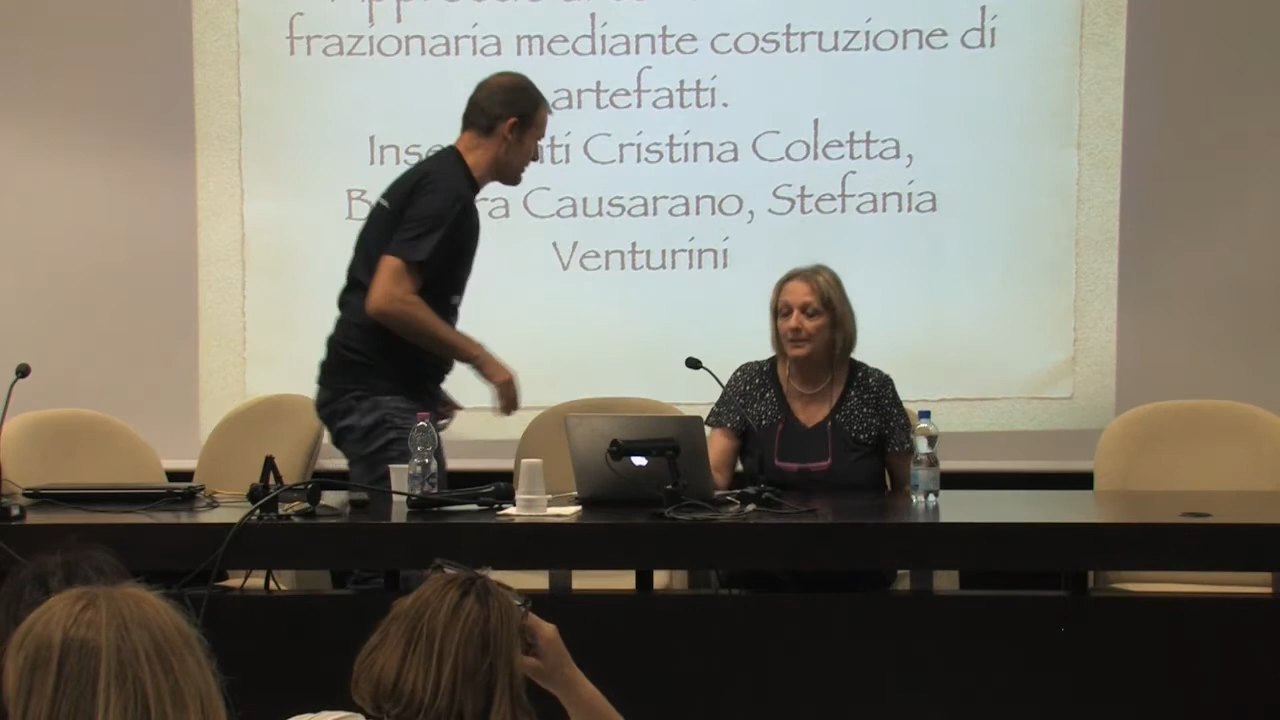 frazionaria mediante costruzione di
artefatti.
Cristina Coletta,
Causarano, Stefania
Venturini